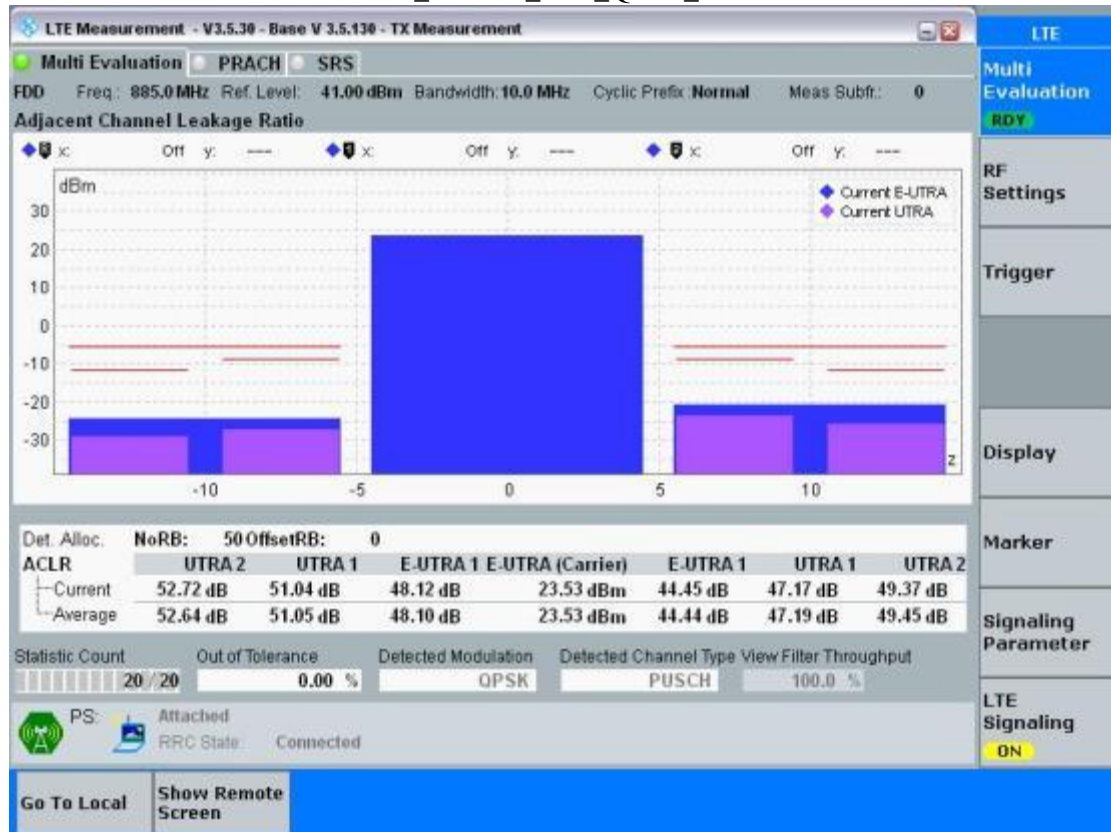 LTE Measurement - V3.5.30 - Base V 3.5.130 - TX Measurement
LTE
Multi Evaluation PRACH SRS
Multi Evaluation
RDY
FDD Freq.: 885.0 MHz Ref. Level: 41.00 dBm Bandwidth: 10.0 MHz Cyclic Prefix: Normal Meas Subfr.: 0
Adjacent Channel Leakage Ratio
x: Off y: --- x: Off y: --- x: Off y: ---
dBm
Current E-UTRA
Current UTRA
30
20
10
0
-10
-20
-30
z
-10 -5 0 5 10
RF Settings
Trigger
Display
Marker
Signaling Parameter
LTE Signaling
ON
Det. Alloc. NoRB: 50 OffsetRB: 0
ACLR UTRA 2 UTRA 1 E-UTRA 1 E-UTRA (Carrier) E-UTRA 1 UTRA 1 UTRA 2
Current 52.72 dB 51.04 dB 48.12 dB 23.53 dBm 44.45 dB 47.17 dB 49.37 dB
Average 52.64 dB 51.05 dB 48.10 dB 23.53 dBm 44.44 dB 47.19 dB 49.45 dB
Statistic Count Out of Tolerance Detected Modulation Detected Channel Type View Filter Throughput
20 / 20 0.00 % QPSK PUSCH 100.0 %
PS: Attached
RRC State: Connected
Go To Local Show Remote Screen